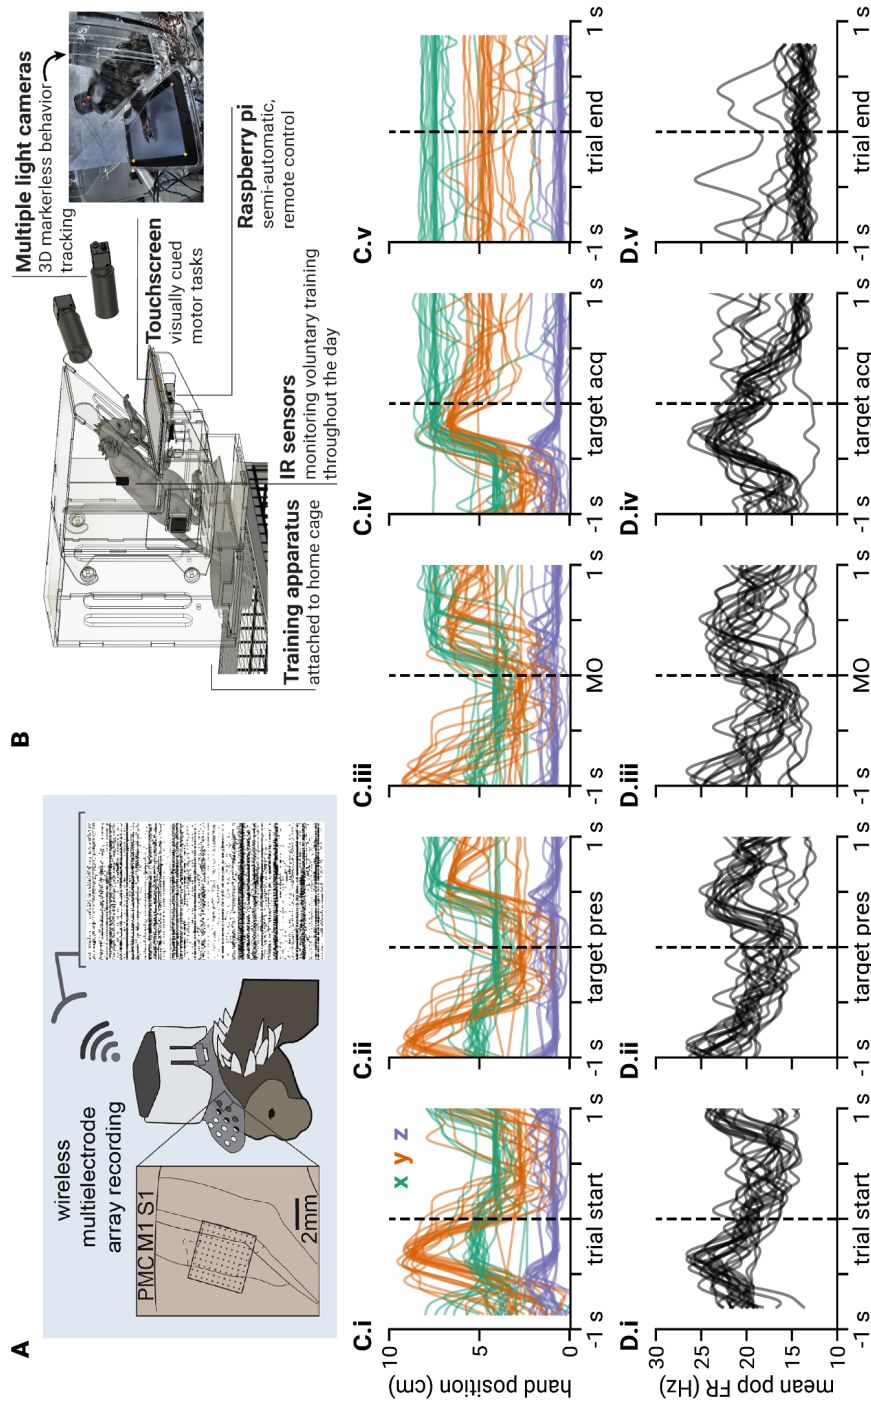 A
wireless
multielectrode
array recording
PMC M1 S1
2mm
B
Multiple light cameras
3D markerless behavior
tracking
Touchscreen
visually cued
motor tasks
Raspberry pi
semi-automatic,
remote control
IR sensors
monitoring voluntary training
throughout the day
Training apparatus
attached to home cage
C.i
C.ii
C.iii
C.iv
C.v
x y z
hand position (cm)
10
5
0
-1 s trial start 1 s
-1 s target pres 1 s
-1 s MO 1 s
-1 s target acq 1 s
-1 s trial end 1 s
D.i
D.ii
D.iii
D.iv
D.v
mean pop FR (Hz)
30
25
20
15
10
-1 s trial start 1 s
-1 s target pres 1 s
-1 s MO 1 s
-1 s target acq 1 s
-1 s trial end 1 s